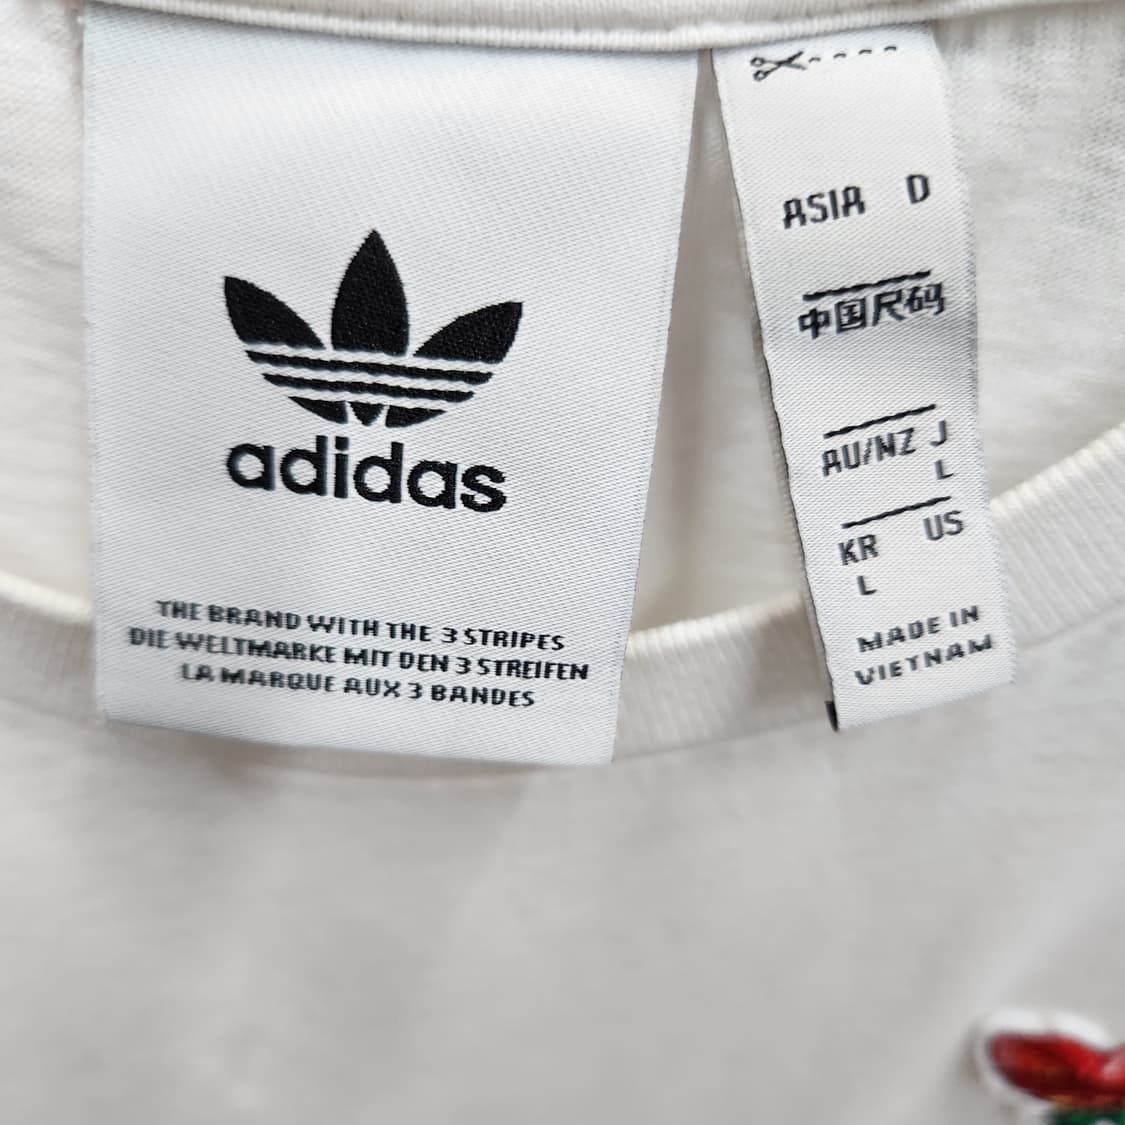 adidas
THE BRAND WITH THE 3 STRIPES
DIE WELTMARKE MIT DEN 3 STREIFEN
LA MARQUE AUX 3 BANDES
ASIA D
中国尺码
AU/NZ J
L
KR US
L
MADE IN
VIETNAM